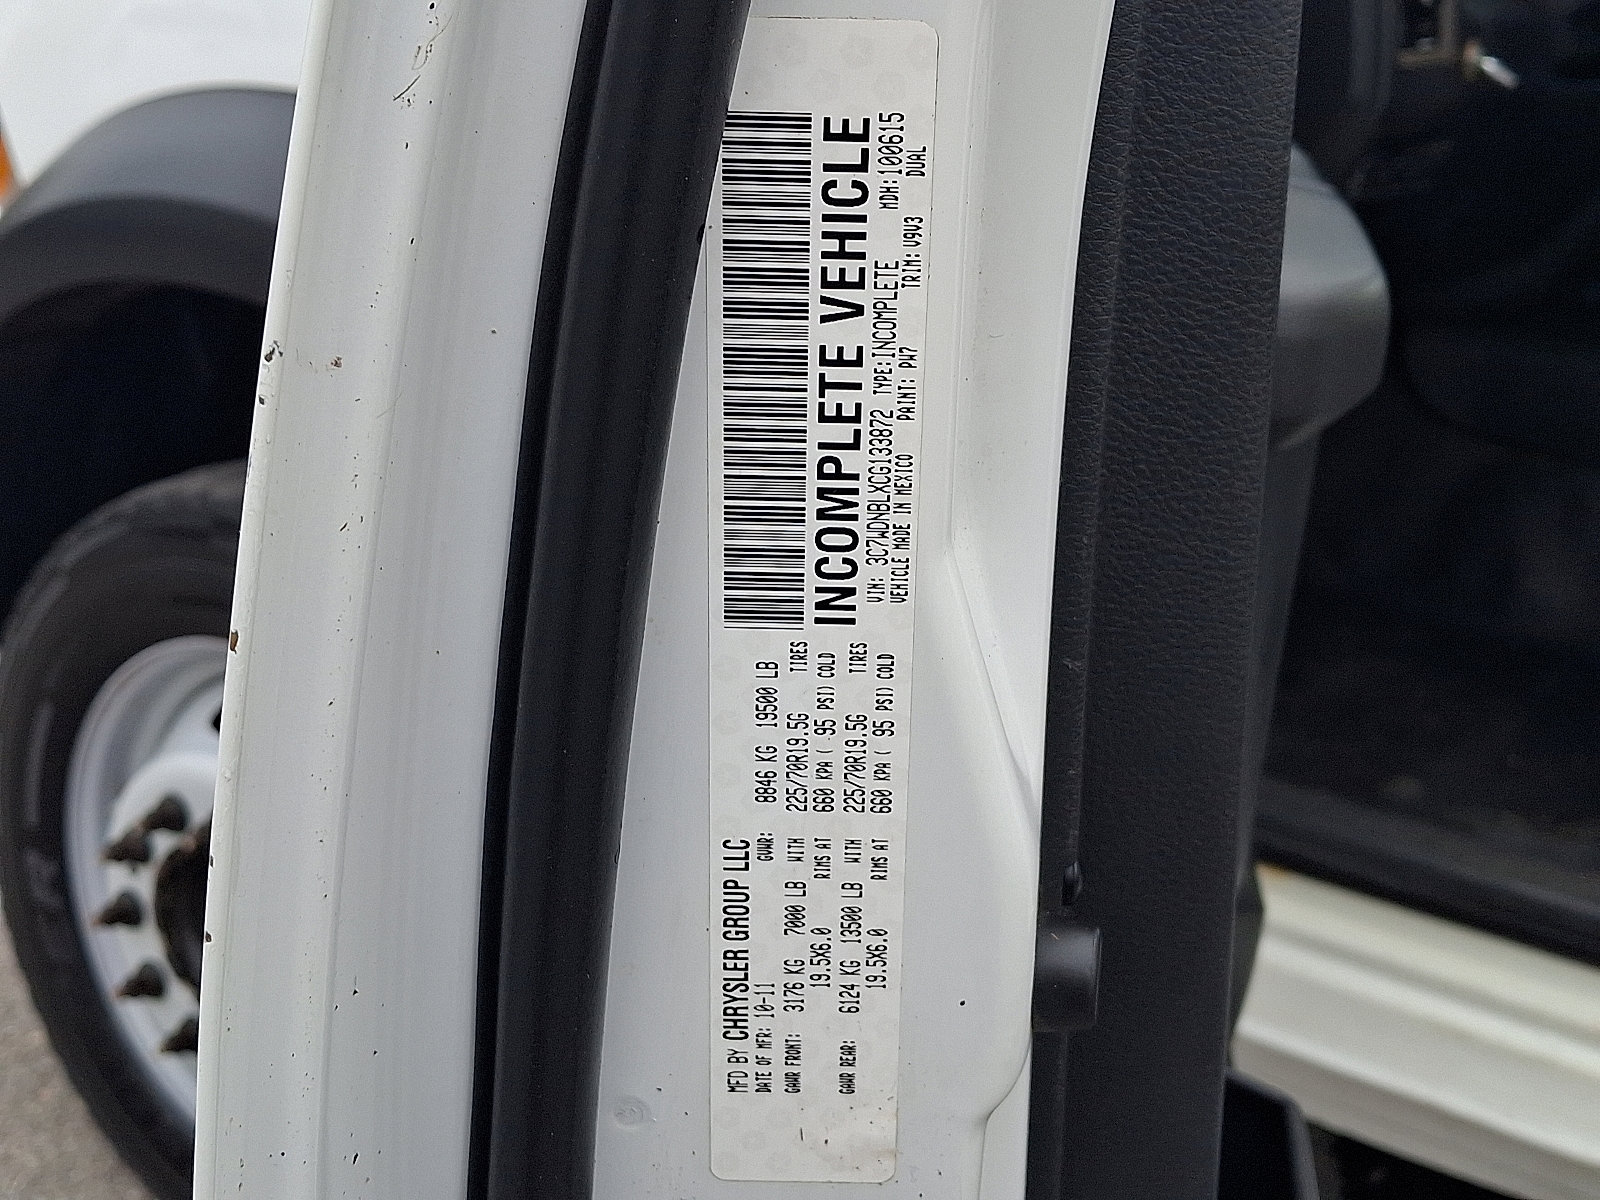 MFD BY CHRYSLER GROUP LLC
DATE OF MFR: 10-11 GVWR: 8846 KG 19500 LB
GAWR FRONT: 3176 KG 7000 LB WITH 225/70R19.5G TIRES
19.5X6.0 RIMS AT 660 KPA ( 95 PSI) COLD
GAWR REAR: 6124 KG 13500 LB WITH 225/70R19.5G TIRES
19.5X6.0 RIMS AT 660 KPA ( 95 PSI) COLD
INCOMPLETE VEHICLE
VIN: 3C7WDNBLXCG133872 TYPE:INCOMPLETE MDH:100615
VEHICLE MADE IN MEXICO PAINT: PW7 TRIM: V9V3 DUAL